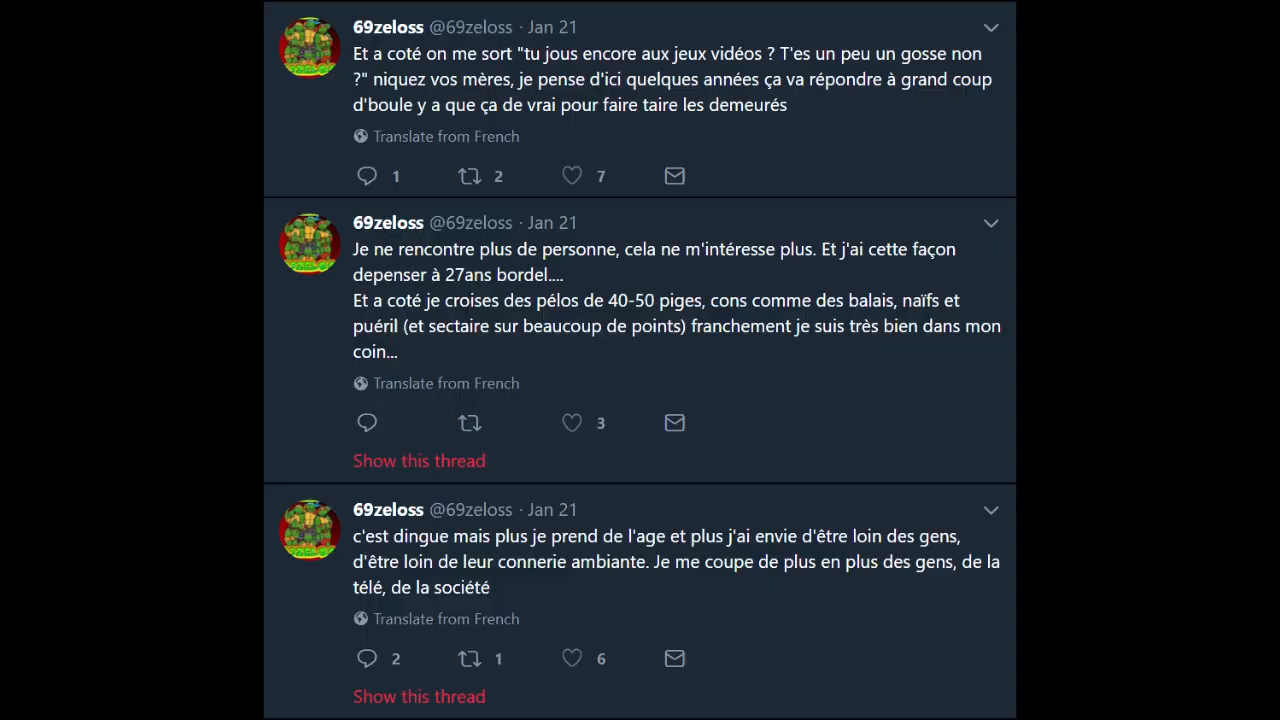 69zeloss @69zeloss · Jan 21
Et a coté on me sort "tu jous encore aux jeux vidéos ? T'es un peu un gosse non
?" niquez vos mères, je pense d'ici quelques années ça va répondre à grand coup
d'boule y a que ça de vrai pour faire taire les demeurés
Translate from French
1 2 7
69zeloss @69zeloss · Jan 21
Je ne rencontre plus de personne, cela ne m'intéresse plus. Et j'ai cette façon
depenser à 27ans bordel....
Et a coté je croises des pélos de 40-50 piges, cons comme des balais, naïfs et
puéril (et sectaire sur beaucoup de points) franchement je suis très bien dans mon
coin...
Translate from French
3
Show this thread
69zeloss @69zeloss · Jan 21
c'est dingue mais plus je prend de l'age et plus j'ai envie d'être loin des gens,
d'être loin de leur connerie ambiante. Je me coupe de plus en plus des gens, de la
télé, de la société
Translate from French
2 1 6
Show this thread